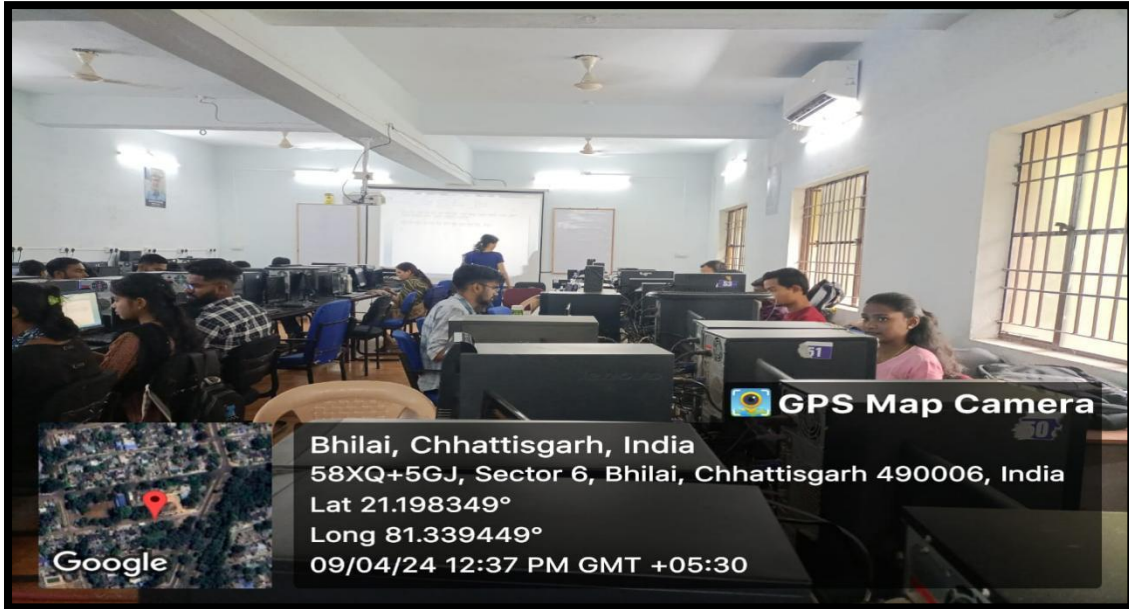 51
GPS Map Camera
50
Bhilai, Chhattisgarh, India
58XQ+5GJ, Sector 6, Bhilai, Chhattisgarh 490006, India
Lat 21.198349°
Long 81.339449°
09/04/24 12:37 PM GMT +05:30
Google